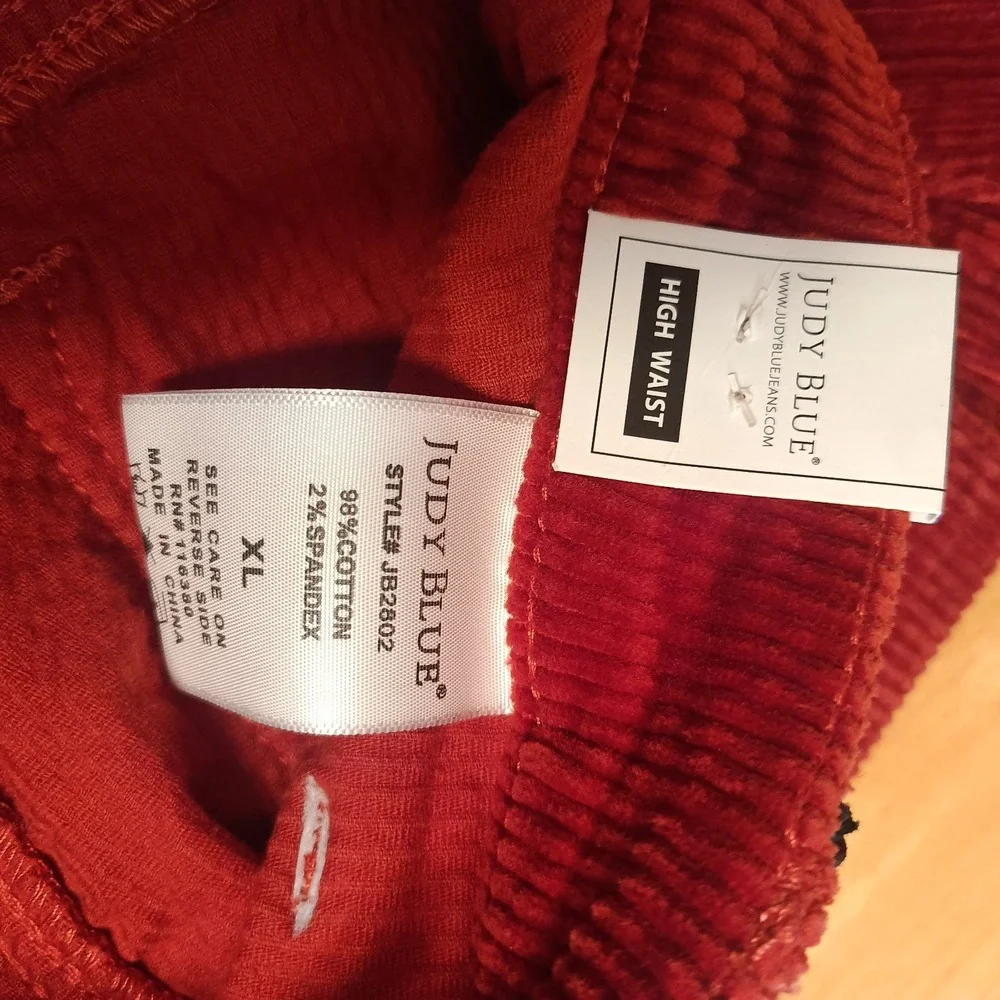 JUDY BLUE®
WWW.JUDYBLUEJEANS.COM
HIGH WAIST
JUDY BLUE®
STYLE# JB2802
98%COTTON
2%SPANDEX
XL
SEE CARE ON
REVERSE SIDE
RN# 116380
MADE IN CHINA